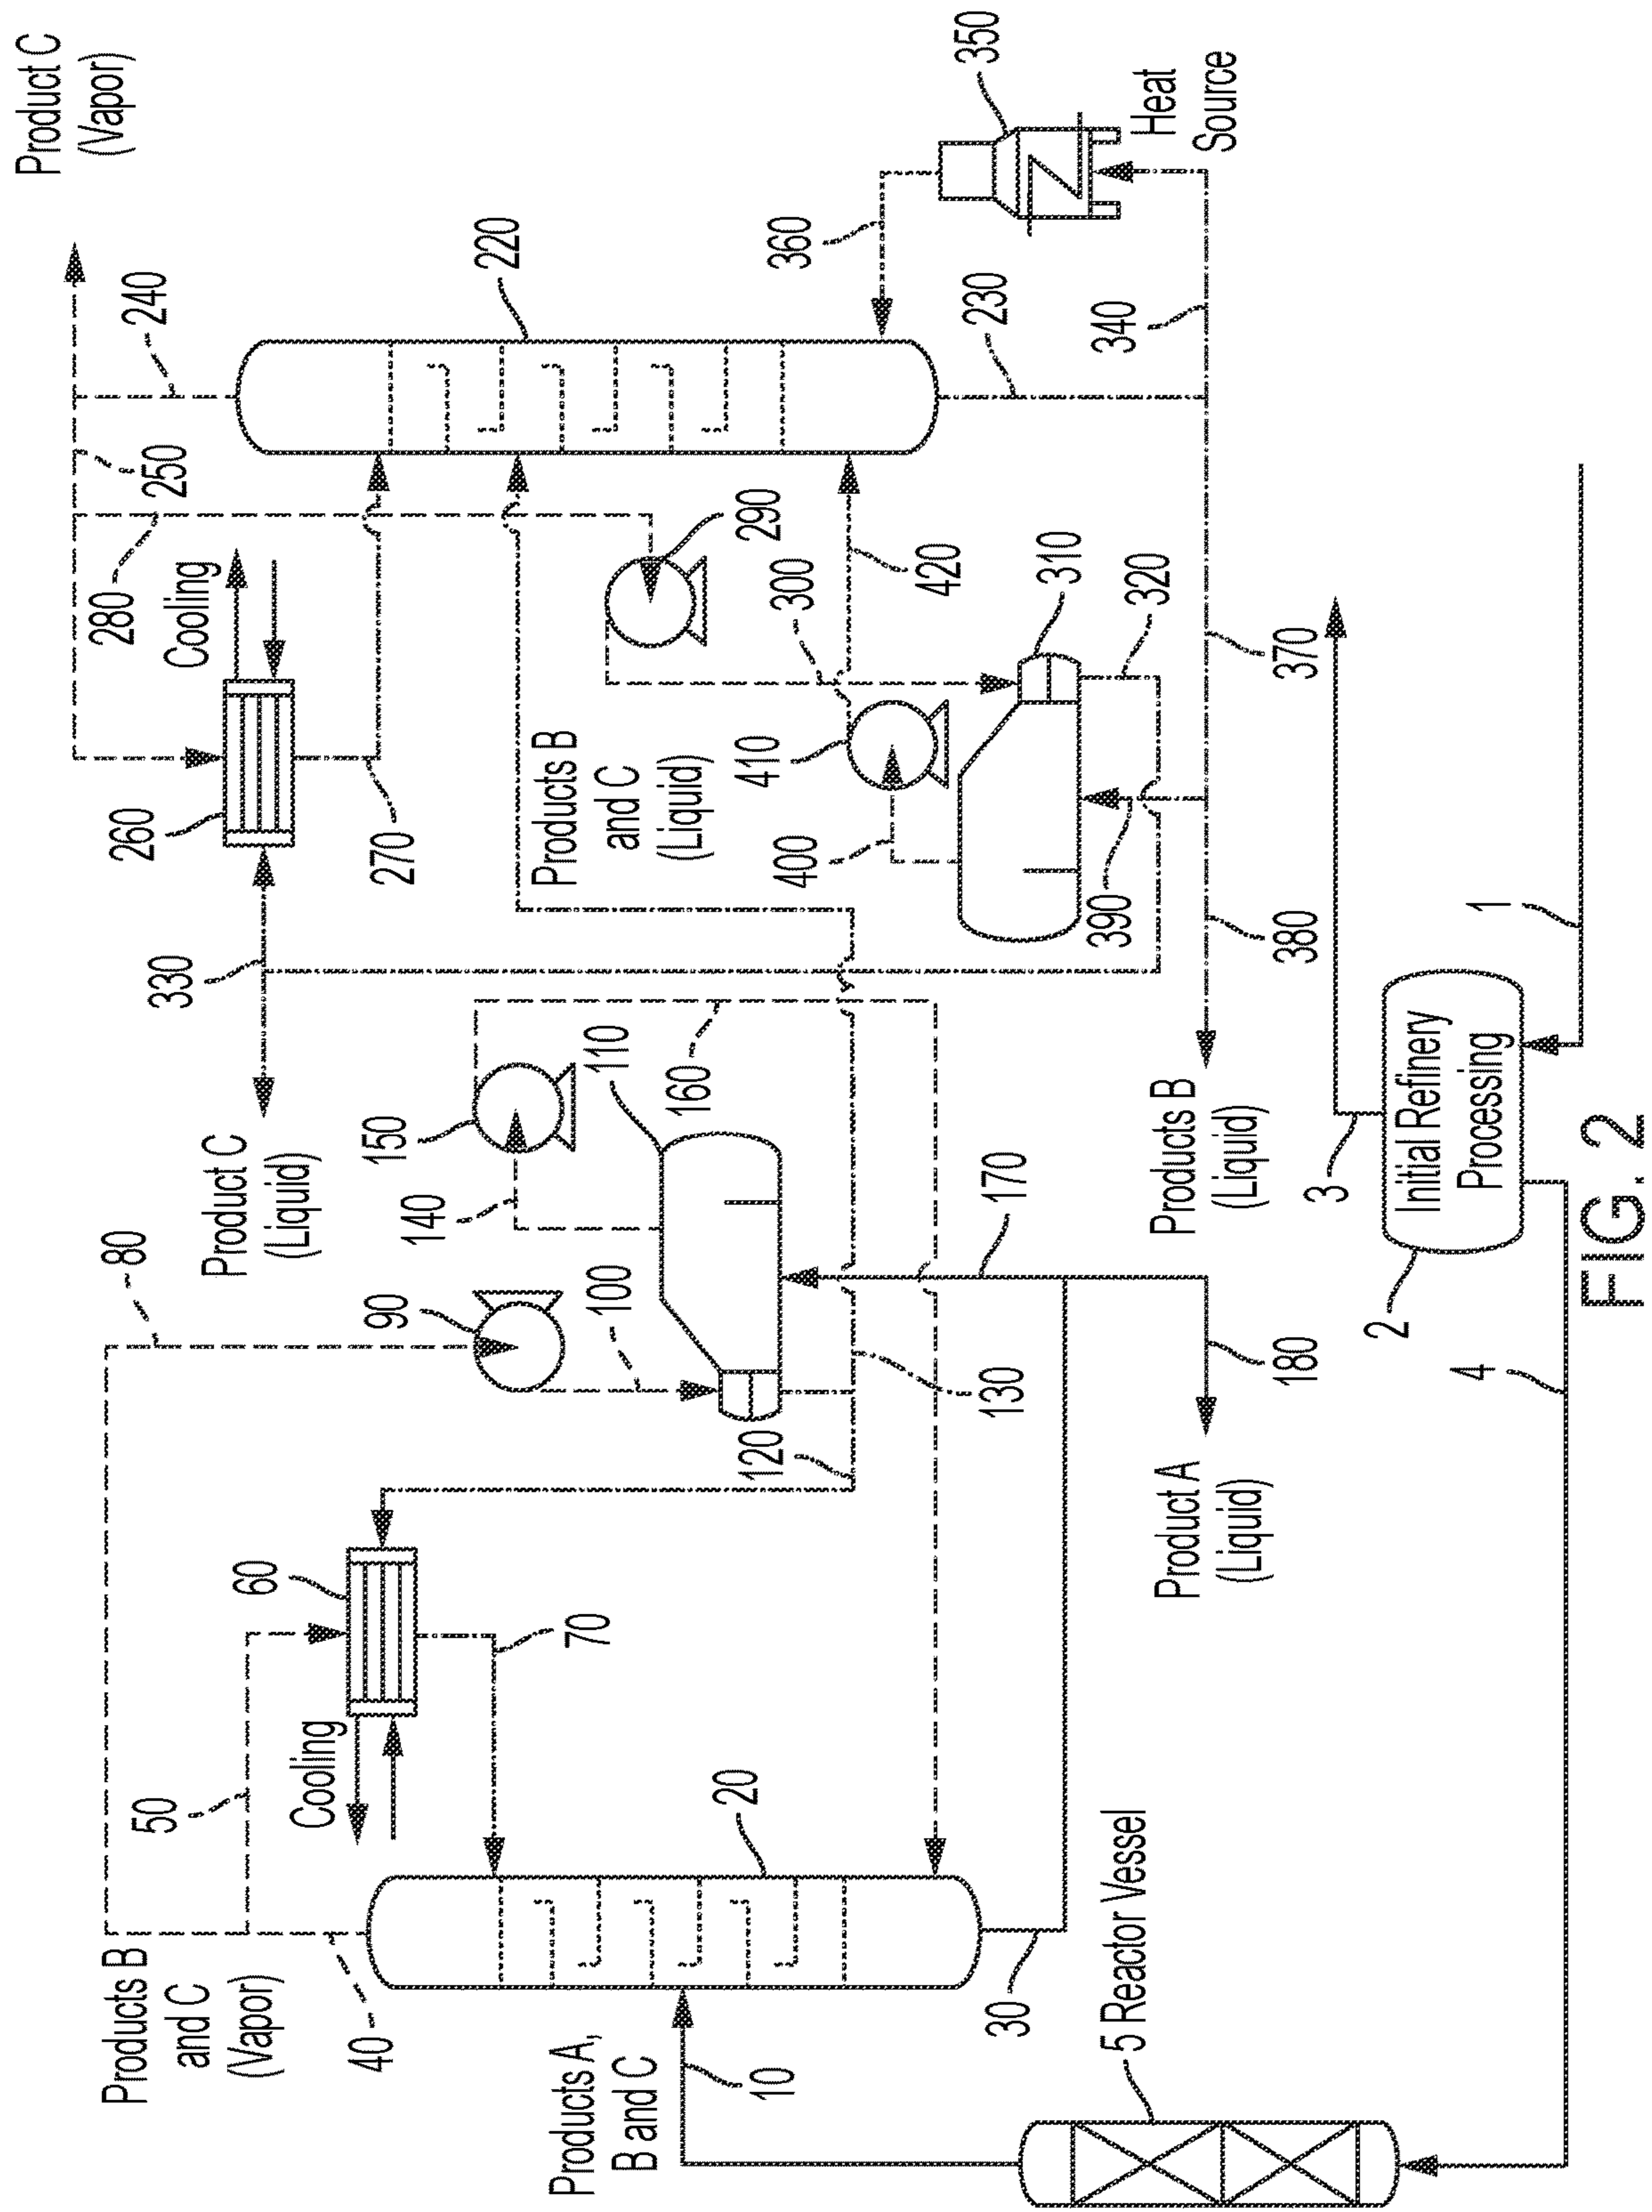 Product C
(Vapor)
240
250
280
Cooling
260
270
330
Product C
(Liquid)
220
350
Heat
Source
360
230
340
290
300
420
310
320
370
Products B
and C
(Liquid)
410
400
390
380
Products B
(Liquid)
80
90
100
150
140
110
160
170
120
130
180
Product A
(Liquid)
50
60
Cooling
70
Products B
and C
(Vapor)
40
20
30
Products A,
B and C
10
5 Reactor Vessel
1
Initial Refinery
Processing
2
3
4
FIG. 2